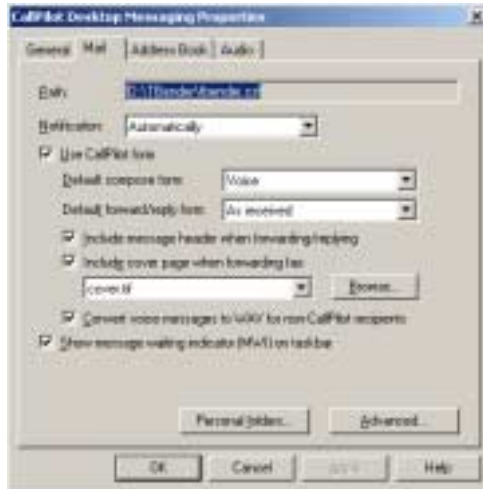 CallPilot Desktop Messaging Properties
General Mail Address Book Audio
Path:
Notification: Automatically
Use CallPilot form
Default compose form: Voice
Default forward/reply form: As received
Include message header when forwarding/replying
Include cover page when forwarding fax
cover.tif Browse...
Convert voice messages to WAV for non-CallPilot recipients
Show message waiting indicator (MWI) on taskbar
Personal folders... Advanced...
OK Cancel Apply Help